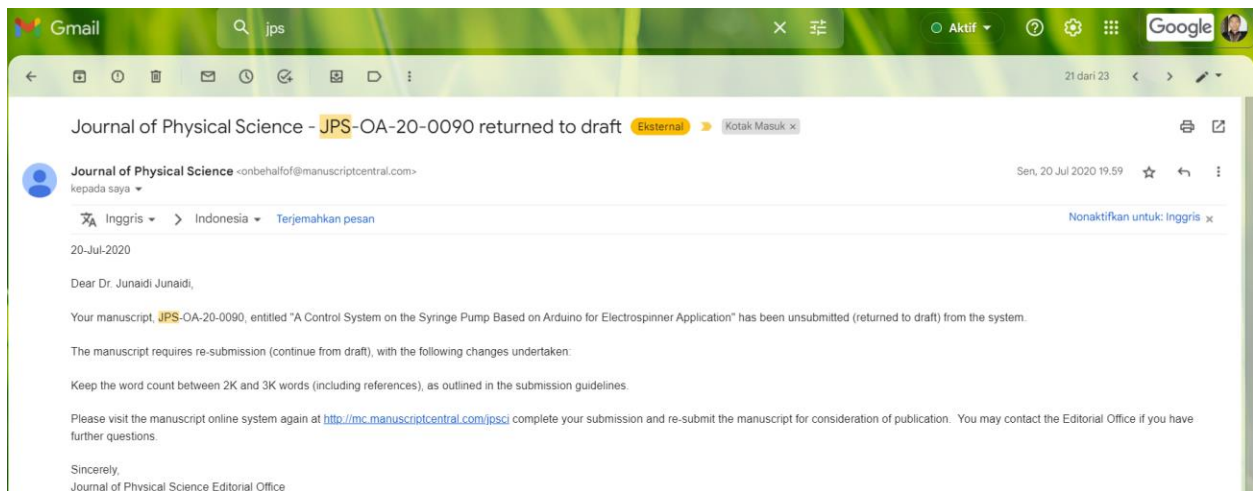 Gmail
jps
Aktif
Google
21 dari 23
Journal of Physical Science - JPS-OA-20-0090 returned to draft Eksternal Kotak Masuk ×
Journal of Physical Science <onbehalfof@manuscriptcentral.com>
Sen, 20 Jul 2020 19.59
kepada saya
Inggris > Indonesia Terjemahkan pesan
Nonaktifkan untuk: Inggris ×
20-Jul-2020
Dear Dr. Junaidi Junaidi,
Your manuscript, JPS-OA-20-0090, entitled "A Control System on the Syringe Pump Based on Arduino for Electrospinner Application" has been unsubmitted (returned to draft) from the system.
The manuscript requires re-submission (continue from draft), with the following changes undertaken:
Keep the word count between 2K and 3K words (including references), as outlined in the submission guidelines.
Please visit the manuscript online system again at http://mc.manuscriptcentral.com/jpsci complete your submission and re-submit the manuscript for consideration of publication. You may contact the Editorial Office if you have
further questions.
Sincerely,
Journal of Physical Science Editorial Office